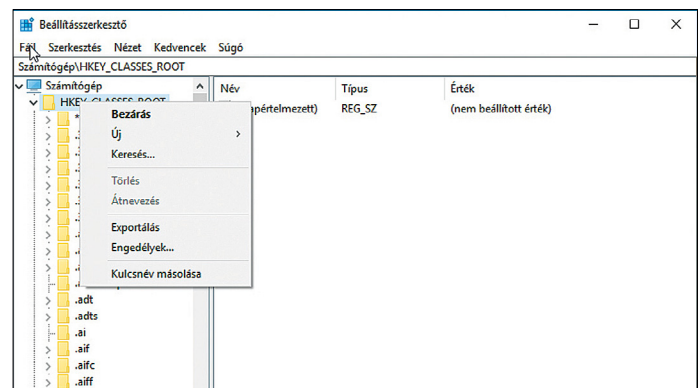 Beállításszerkesztő
Fájl Szerkesztés Nézet Kedvencek Súgó
Számítógép\HKEY_CLASSES_ROOT
Számítógép
HKEY_CLASSES_ROOT
Név Típus Érték
REG_SZ (nem beállított érték)
*
Bezárás
Új
Keresés...
Törlés
Átnevezés
Exportálás
Engedélyek...
Kulcsnév másolása
.adt
.adts
.ai
.aif
.aifc
.aiff